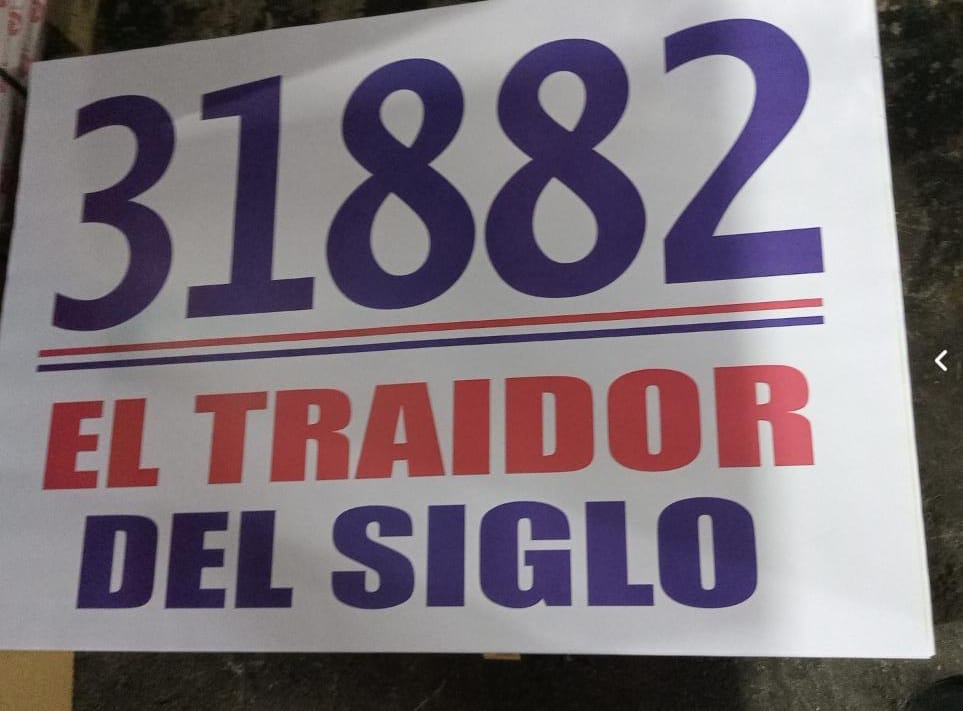 31882
EL TRAIDOR
DEL SIGLO